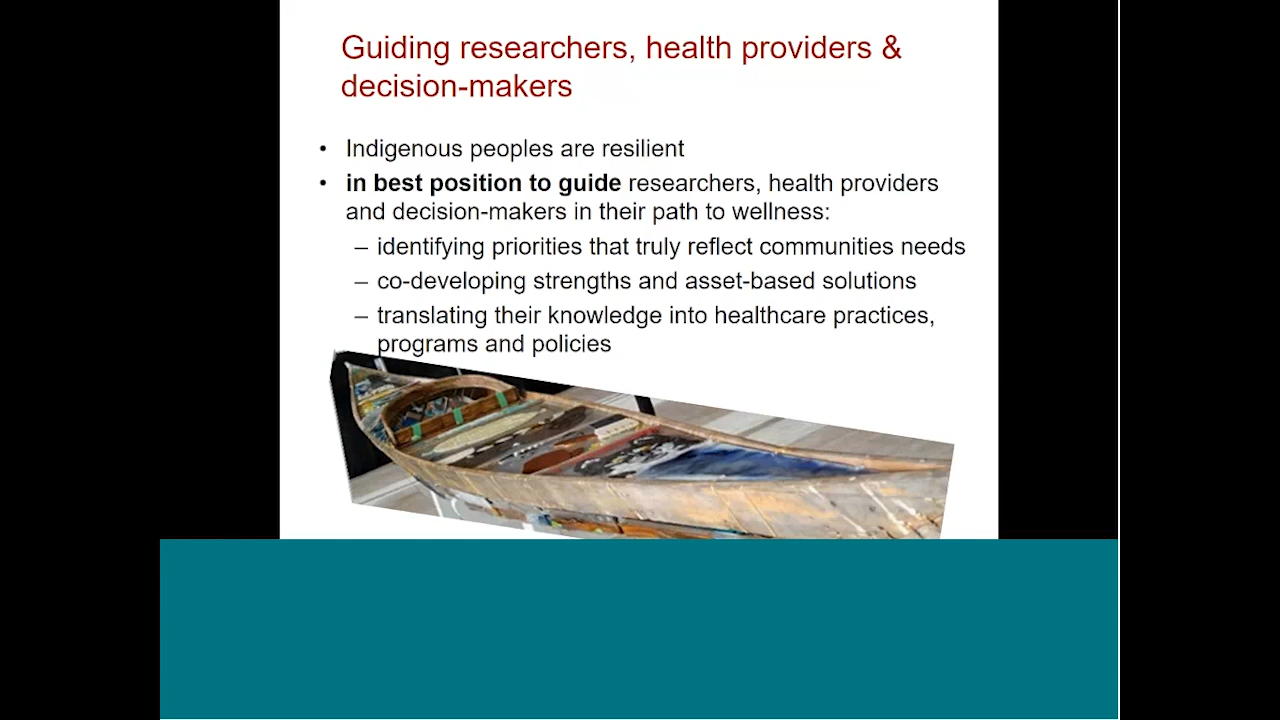 Guiding researchers, health providers &
decision-makers
• Indigenous peoples are resilient
• in best position to guide researchers, health providers
and decision-makers in their path to wellness:
– identifying priorities that truly reflect communities needs
– co-developing strengths and asset-based solutions
– translating their knowledge into healthcare practices,
programs and policies